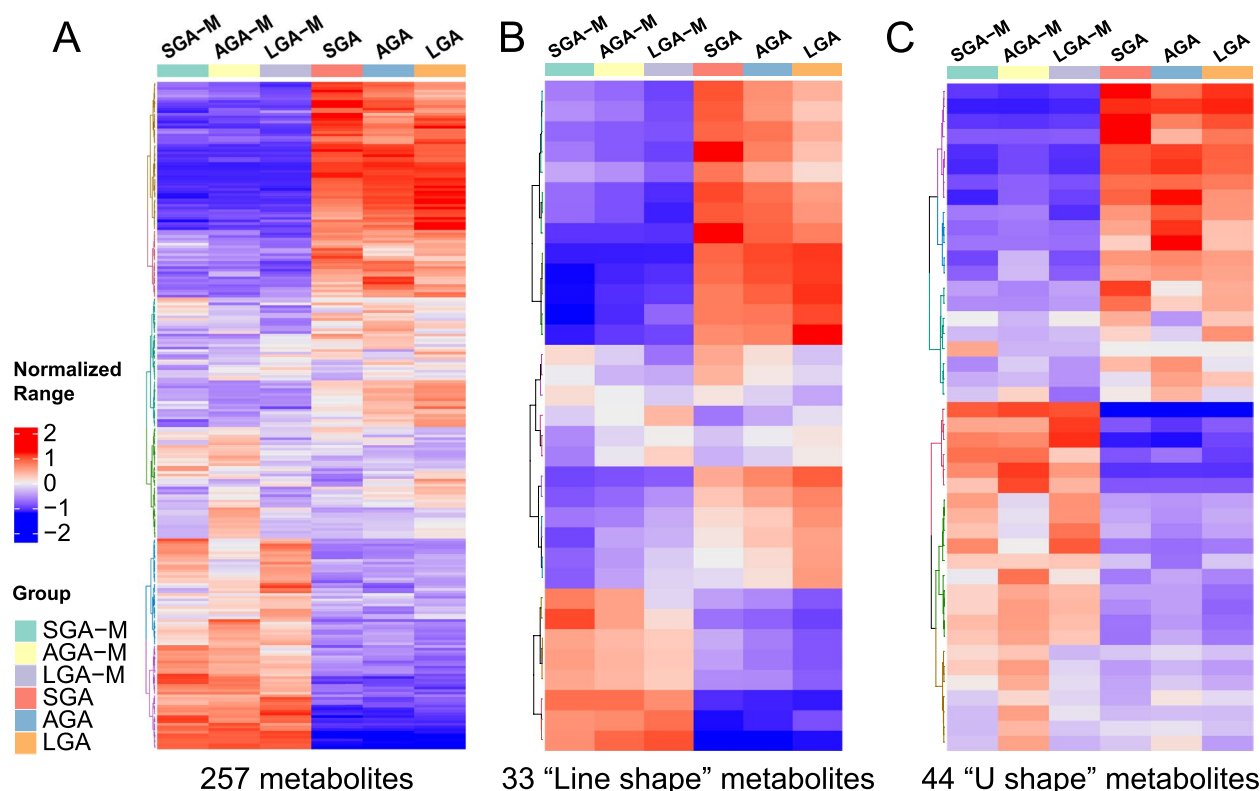 A
SGA−M AGA−M LGA−M SGA AGA LGA
B
SGA−M AGA−M LGA−M SGA AGA LGA
C
SGA−M AGA−M LGA−M SGA AGA LGA
Normalized
Range
2
1
0
−1
−2
Group
SGA−M
AGA−M
LGA−M
SGA
AGA
LGA
257 metabolites
33 “Line shape” metabolites
44 “U shape” metabolites